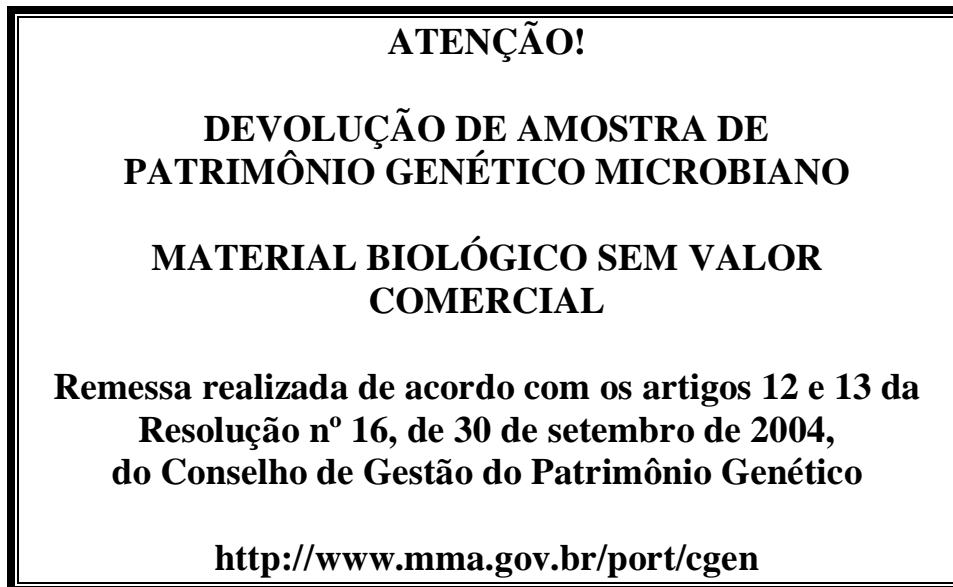 ATENÇÃO!
DEVOLUÇÃO DE AMOSTRA DE
PATRIMÔNIO GENÉTICO MICROBIANO
MATERIAL BIOLÓGICO SEM VALOR
COMERCIAL
Remessa realizada de acordo com os artigos 12 e 13 da
Resolução nº 16, de 30 de setembro de 2004,
do Conselho de Gestão do Patrimônio Genético
http://www.mma.gov.br/port/cgen